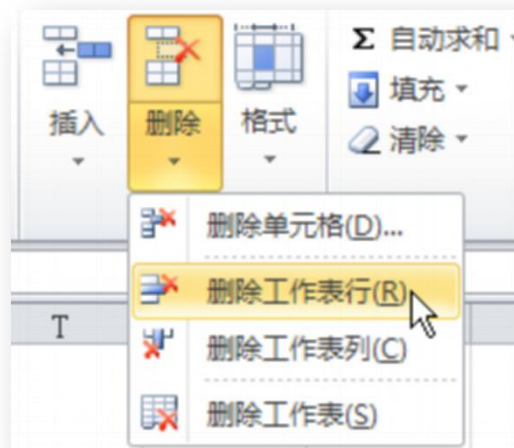 插入
删除
格式
Σ 自动求和
填充
清除
删除单元格(D)...
删除工作表行(R)
删除工作表列(C)
删除工作表(S)
T